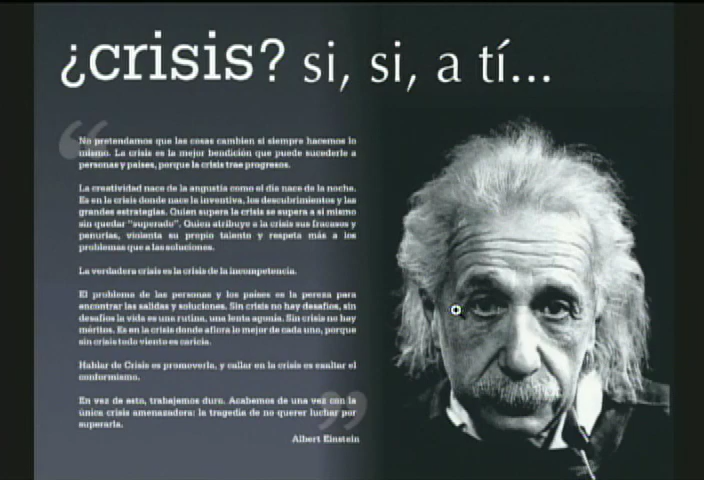 ¿crisis? si, si, a tí...
“
No pretendamos que las cosas cambien si siempre hacemos lo
mismo. La crisis es la mejor bendición que puede sucederle a
personas y países, porque la crisis trae progresos.
La creatividad nace de la angustia como el día nace de la noche.
Es en la crisis donde nace la inventiva, los descubrimientos y las
grandes estrategias. Quien supera la crisis se supera a si mismo
sin quedar "superado". Quien atribuye a la crisis sus fracasos y
penurias, violenta su propio talento y respeta más a los
problemas que a las soluciones.
La verdadera crisis es la crisis de la incompetencia.
El problema de las personas y los países es la pereza para
encontrar las salidas y soluciones. Sin crisis no hay desafíos, sin
desafíos la vida es una rutina, una lenta agonía. Sin crisis no hay
méritos. Es en la crisis donde aflora lo mejor de cada uno, porque
sin crisis todo viento es caricia.
Hablar de Crisis es promoverla, y callar en la crisis es exaltar el
conformismo.
En vez de esto, trabajemos duro. Acabemos de una vez con la
única crisis amenazadora: la tragedia de no querer luchar por
superarla.
”
Albert Einstein